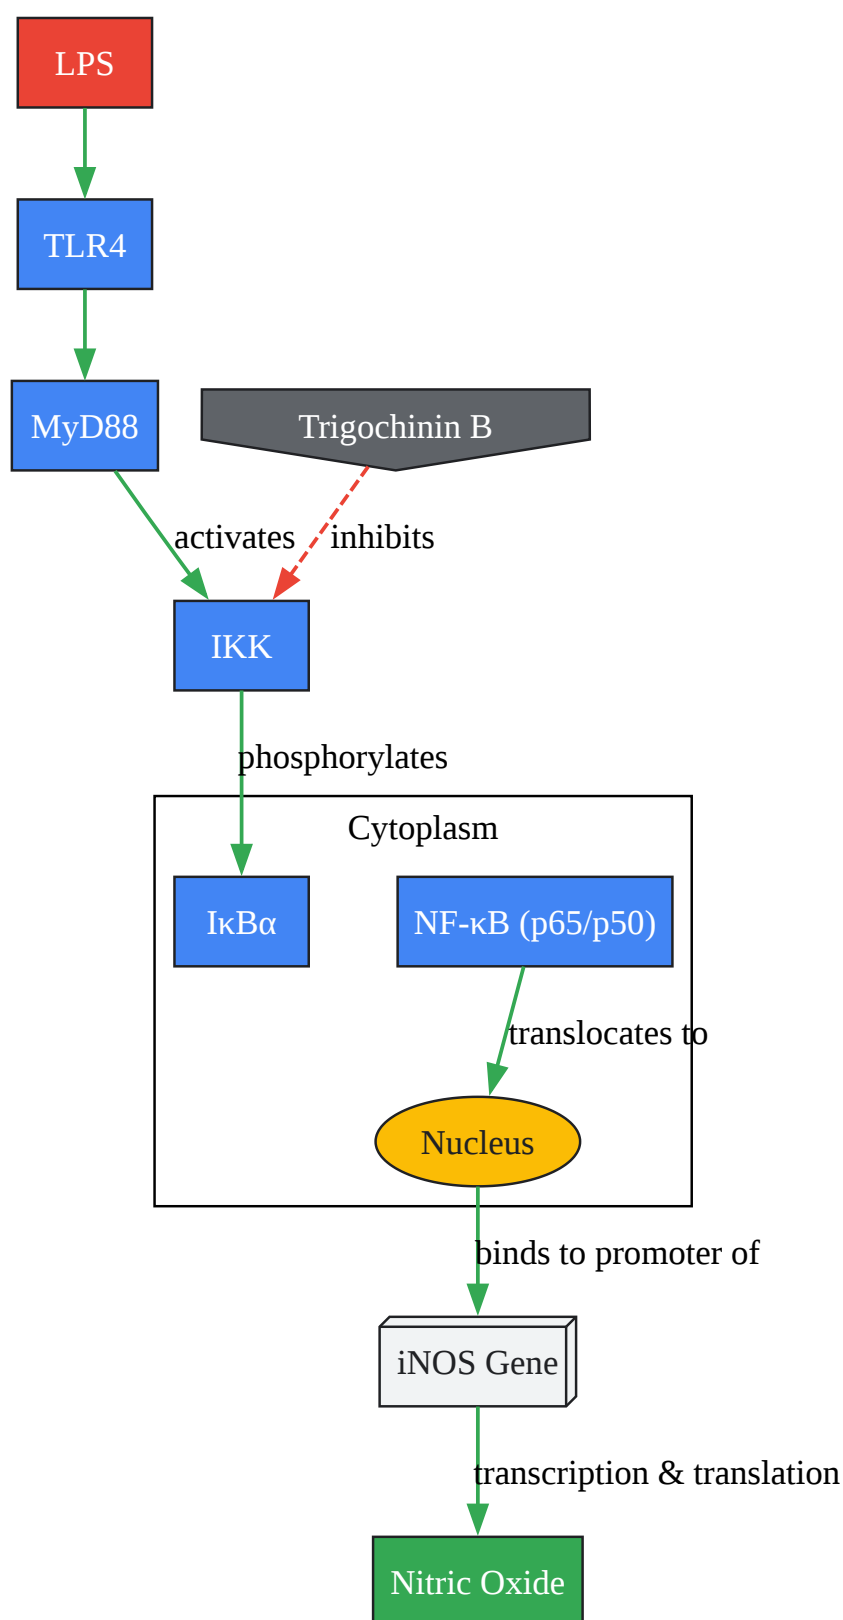 LPS
TLR4
MyD88
Trigochinin B
activates
inhibits
IKK
phosphorylates
Cytoplasm
IκBα
NF-κB (p65/p50)
translocates to
Nucleus
binds to promoter of
iNOS Gene
transcription & translation
Nitric Oxide